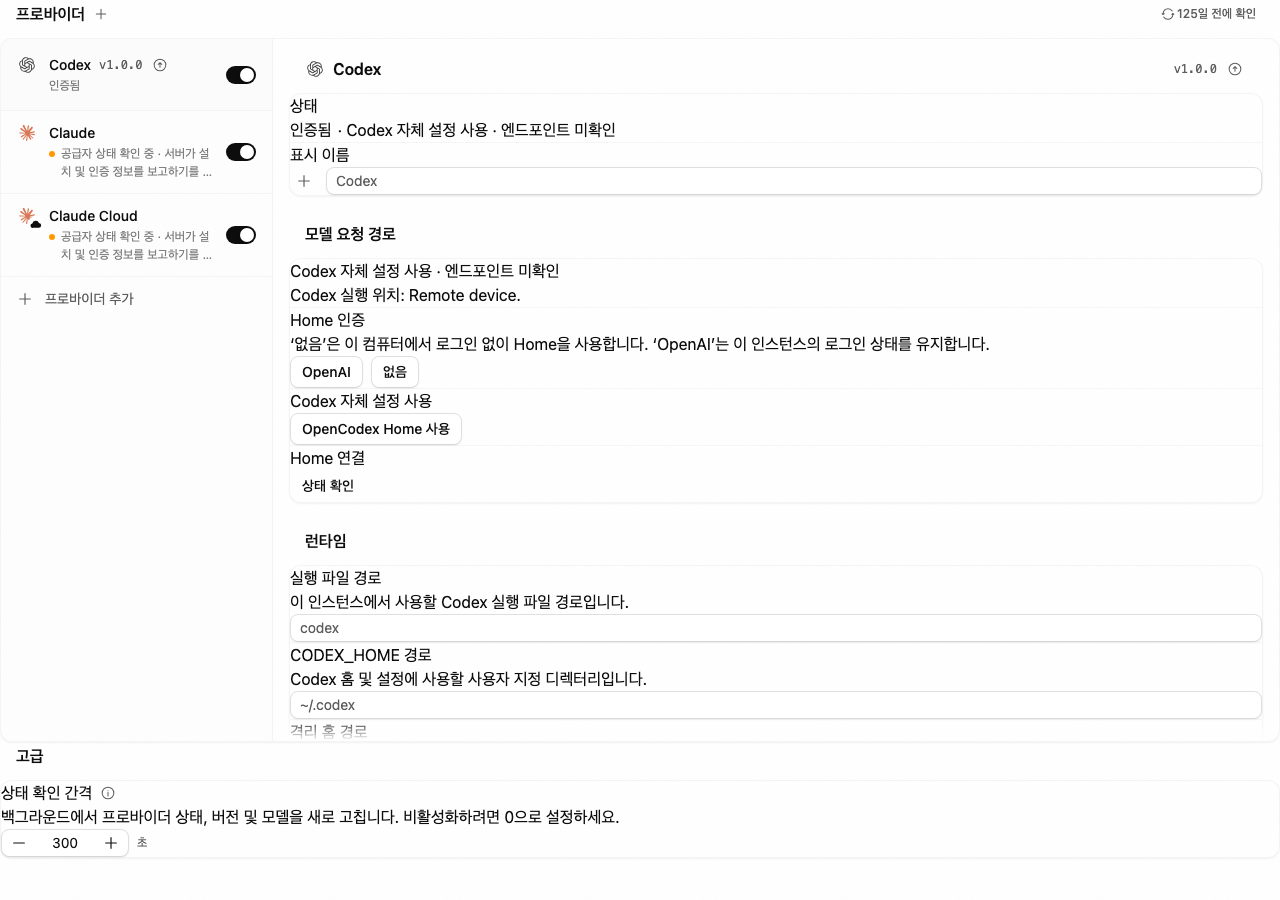 프로바이더
125일 전에 확인
Codex v1.0.0
인증됨
Claude
공급자 상태 확인 중 · 서버가 설
치 및 인증 정보를 보고하기를 ...
Claude Cloud
공급자 상태 확인 중 · 서버가 설
치 및 인증 정보를 보고하기를 ...
프로바이더 추가
Codex
v1.0.0
상태
인증됨 · Codex 자체 설정 사용 · 엔드포인트 미확인
표시 이름
Codex
모델 요청 경로
Codex 자체 설정 사용 · 엔드포인트 미확인
Codex 실행 위치: Remote device.
Home 인증
‘없음’은 이 컴퓨터에서 로그인 없이 Home을 사용합니다. ‘OpenAI’는 이 인스턴스의 로그인 상태를 유지합니다.
OpenAI 없음
Codex 자체 설정 사용
OpenCodex Home 사용
Home 연결
상태 확인
런타임
실행 파일 경로
이 인스턴스에서 사용할 Codex 실행 파일 경로입니다.
codex
CODEX_HOME 경로
Codex 홈 및 설정에 사용할 사용자 지정 디렉터리입니다.
~/.codex
격리 홈 경로
고급
상태 확인 간격
백그라운드에서 프로바이더 상태, 버전 및 모델을 새로 고칩니다. 비활성화하려면 0으로 설정하세요.
300 초